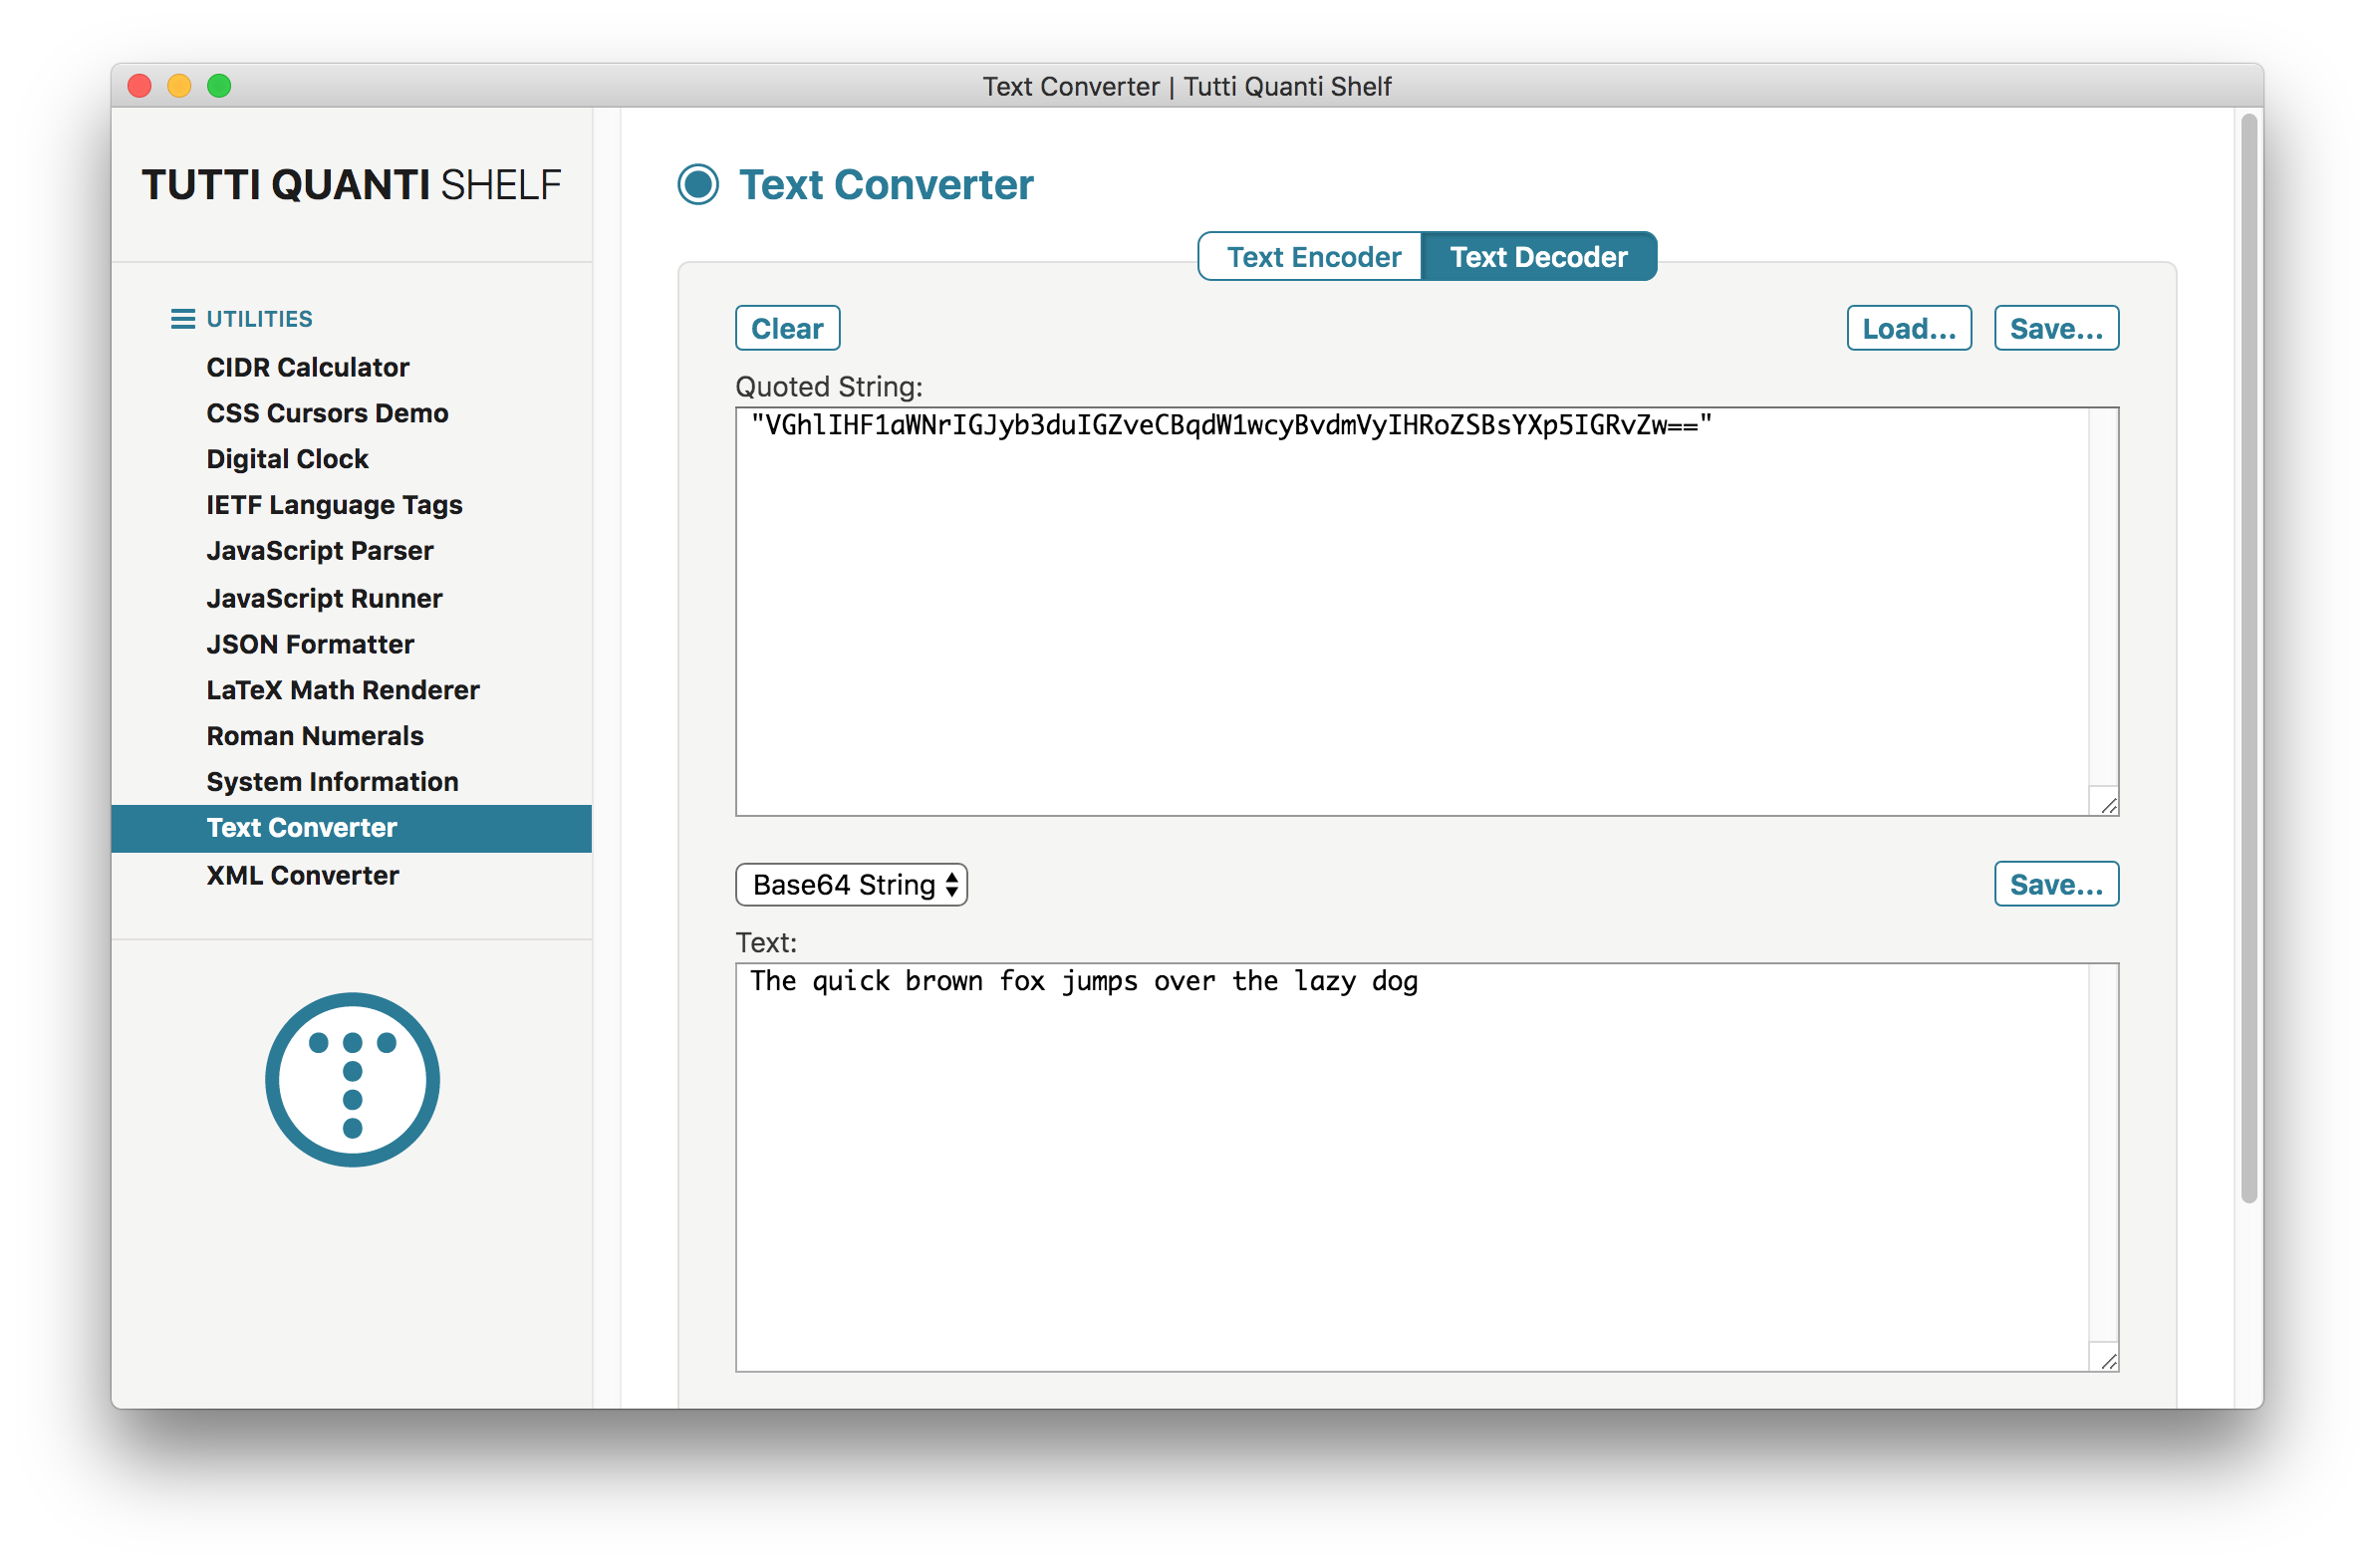 Text Converter | Tutti Quanti Shelf
TUTTI QUANTI SHELF
UTILITIES
CIDR Calculator
CSS Cursors Demo
Digital Clock
IETF Language Tags
JavaScript Parser
JavaScript Runner
JSON Formatter
LaTeX Math Renderer
Roman Numerals
System Information
Text Converter
XML Converter
Text Converter
Text Encoder Text Decoder
Clear Load... Save...
Quoted String:
"VGhlIHF1aWNrIGJyb3duIGZveCBqdW1wcyBvdmVyIHRoZSBsYXp5IGRvZw=="
Base64 String Save...
Text:
The quick brown fox jumps over the lazy dog